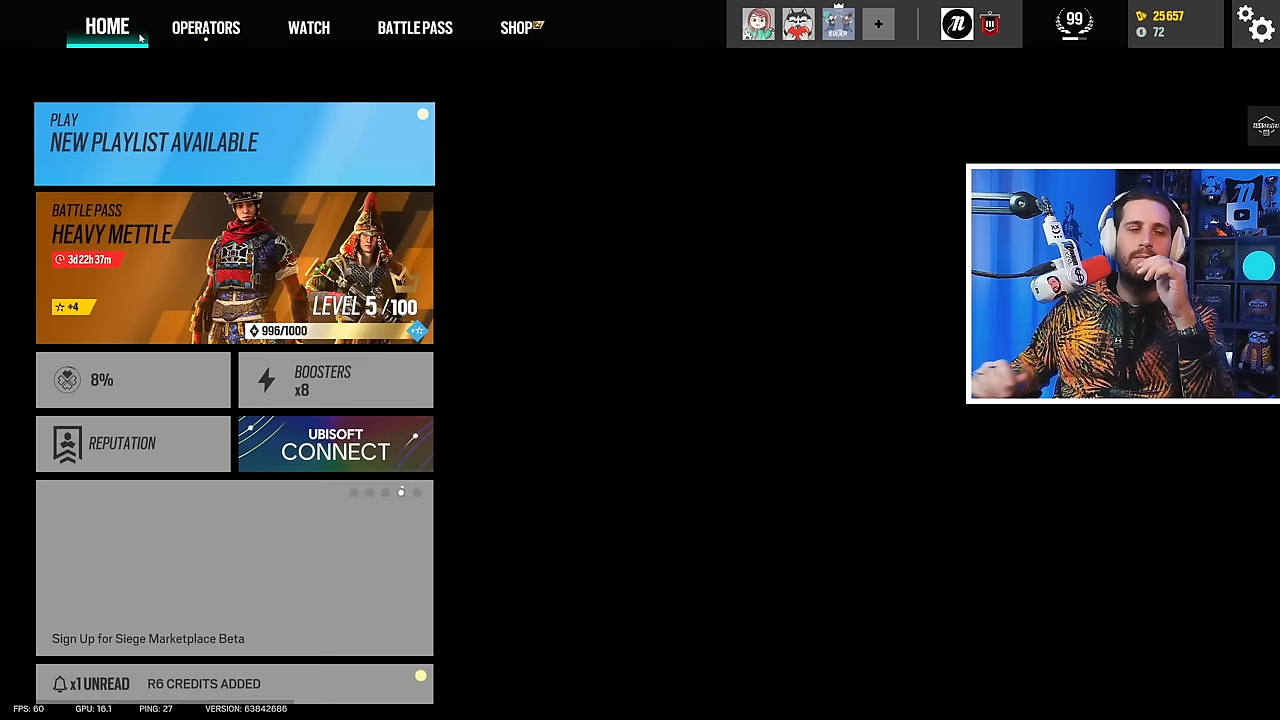 HOME
OPERATORS
WATCH
BATTLE PASS
SHOP
99
25 657
72
PLAY
NEW PLAYLIST AVAILABLE
BATTLE PASS
HEAVY METTLE
3d 22h 37m
+4
LEVEL 5 / 100
996/1000
8%
BOOSTERS
x8
REPUTATION
UBISOFT
CONNECT
Sign Up for Siege Marketplace Beta
x1 UNREAD R6 CREDITS ADDED
FPS: 60 GPU: 16.1 PING: 27 VERSION: 63842686